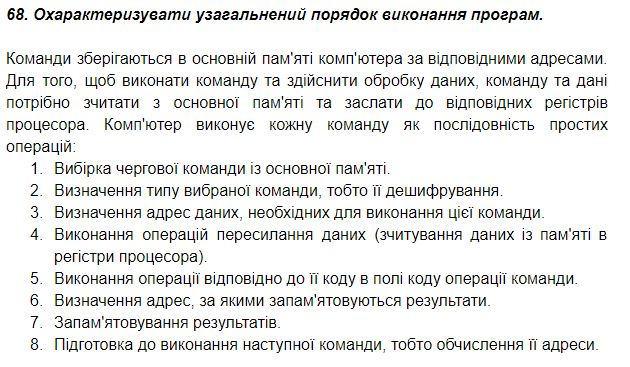 68. Охарактеризувати узагальнений порядок виконання програм.
Команди зберігаються в основній пам'яті комп'ютера за відповідними адресами.
Для того, щоб виконати команду та здійснити обробку даних, команду та дані
потрібно зчитати з основної пам'яті та заслати до відповідних регістрів
процесора. Комп'ютер виконує кожну команду як послідовність простих
операцій:
1. Вибірка чергової команди із основної пам'яті.
2. Визначення типу вибраної команди, тобто її дешифрування.
3. Визначення адрес даних, необхідних для виконання цієї команди.
4. Виконання операцій пересилання даних (зчитування даних із пам'яті в
регістри процесора).
5. Виконання операції відповідно до її коду в полі коду операції команди.
6. Визначення адрес, за якими запам'ятовуються результати.
7. Запам'ятовування результатів.
8. Підготовка до виконання наступної команди, тобто обчислення її адреси.